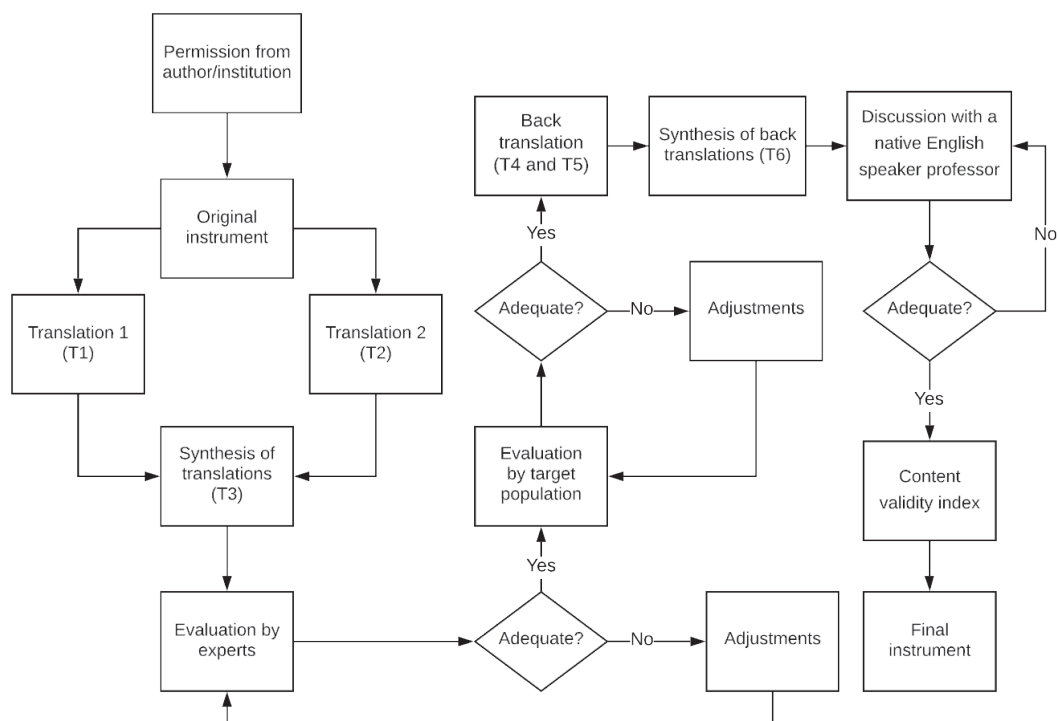 Permission from
author/institution
Original
instrument
Translation 1
(T1)
Translation 2
(T2)
Synthesis of
translations
(T3)
Evaluation by
experts
Adequate?
No
Adjustments
Yes
Evaluation
by target
population
Adequate?
No
Adjustments
Yes
Back
translation
(T4 and T5)
Synthesis of back
translations (T6)
Discussion with a
native English
speaker professor
Adequate?
No
Yes
Content
validity index
Final
instrument